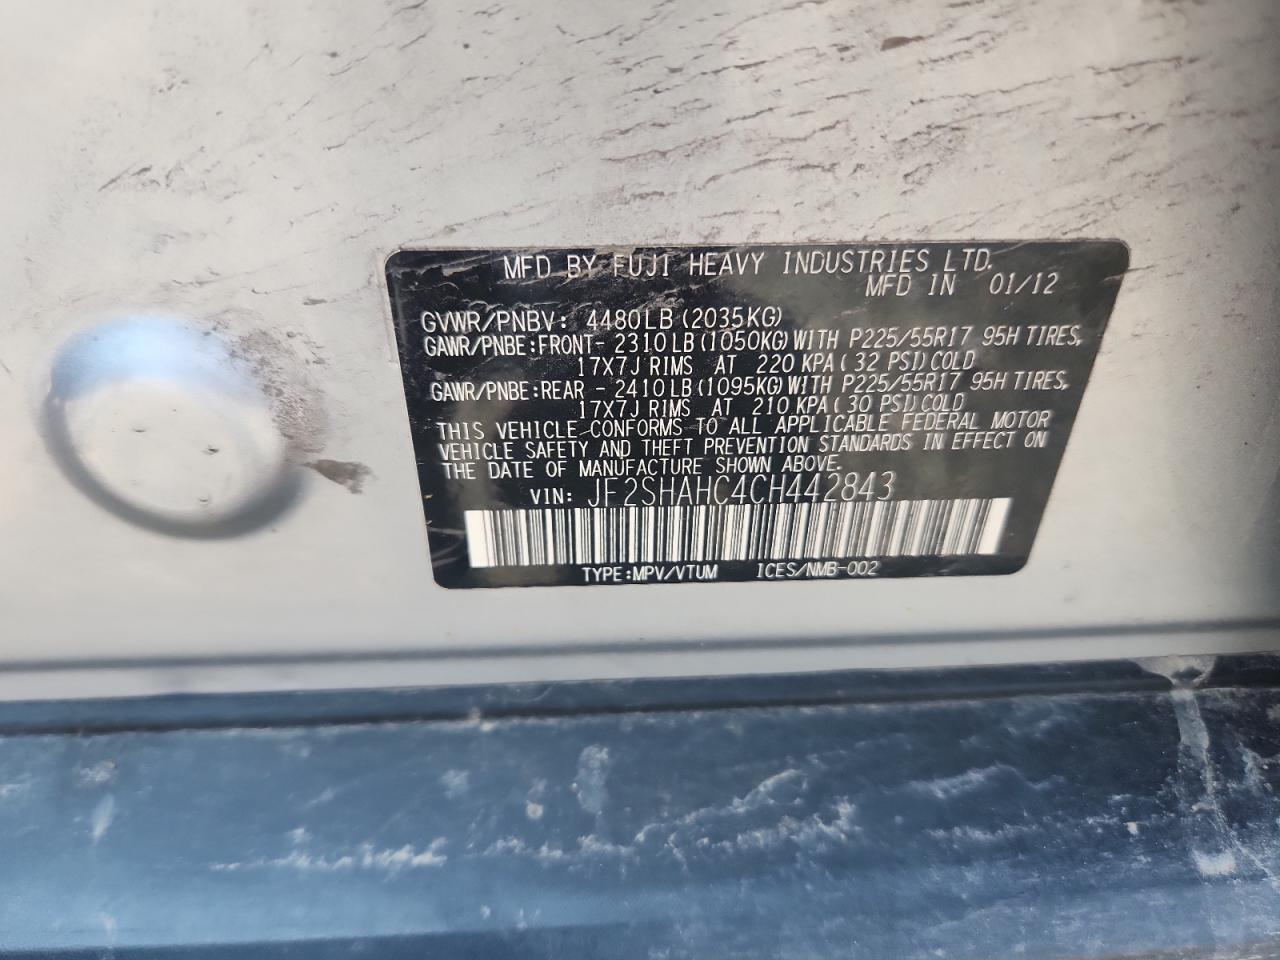 MFD BY FUJI HEAVY INDUSTRIES LTD.
MFD IN 01/12
GVWR/PNBV: 4480LB(2035KG)
GAWR/PNBE:FRONT- 2310LB(1050KG)WITH P225/55R17 95H TIRES,
17X7J RIMS AT 220 KPA(32 PSI)COLD
GAWR/PNBE:REAR - 2410LB(1095KG)WITH P225/55R17 95H TIRES,
17X7J RIMS AT 210 KPA(30 PSI)COLD
THIS VEHICLE CONFORMS TO ALL APPLICABLE FEDERAL MOTOR
VEHICLE SAFETY AND THEFT PREVENTION STANDARDS IN EFFECT ON
THE DATE OF MANUFACTURE SHOWN ABOVE.
VIN: JF2SHAHC4CH442843
TYPE:MPV/VTUM ICES/NMB-002